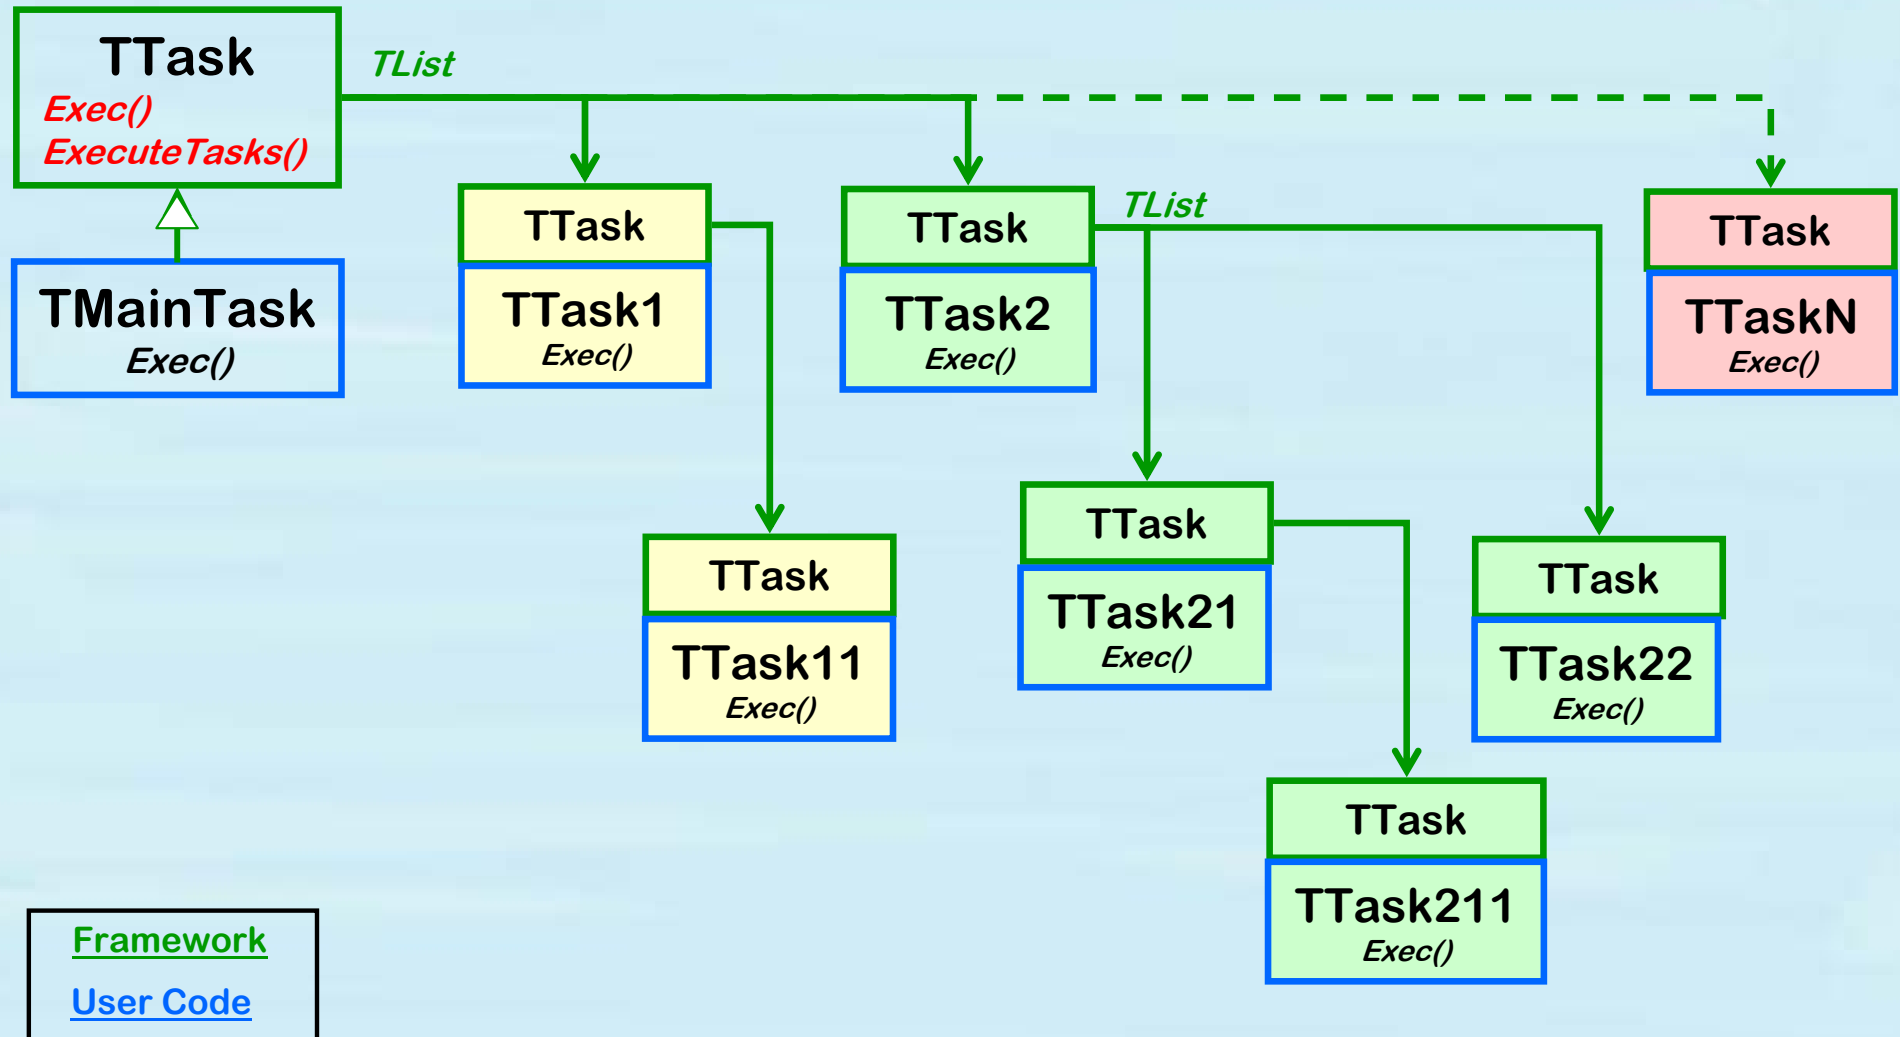 TTask
Exec()
ExecuteTasks()
TList
TMainTask
Exec()
TTask
TTask1
Exec()
TTask
TTask2
Exec()
TList
TTask
TTaskN
Exec()
TTask
TTask11
Exec()
TTask
TTask21
Exec()
TTask
TTask22
Exec()
TTask
TTask211
Exec()
Framework
User Code